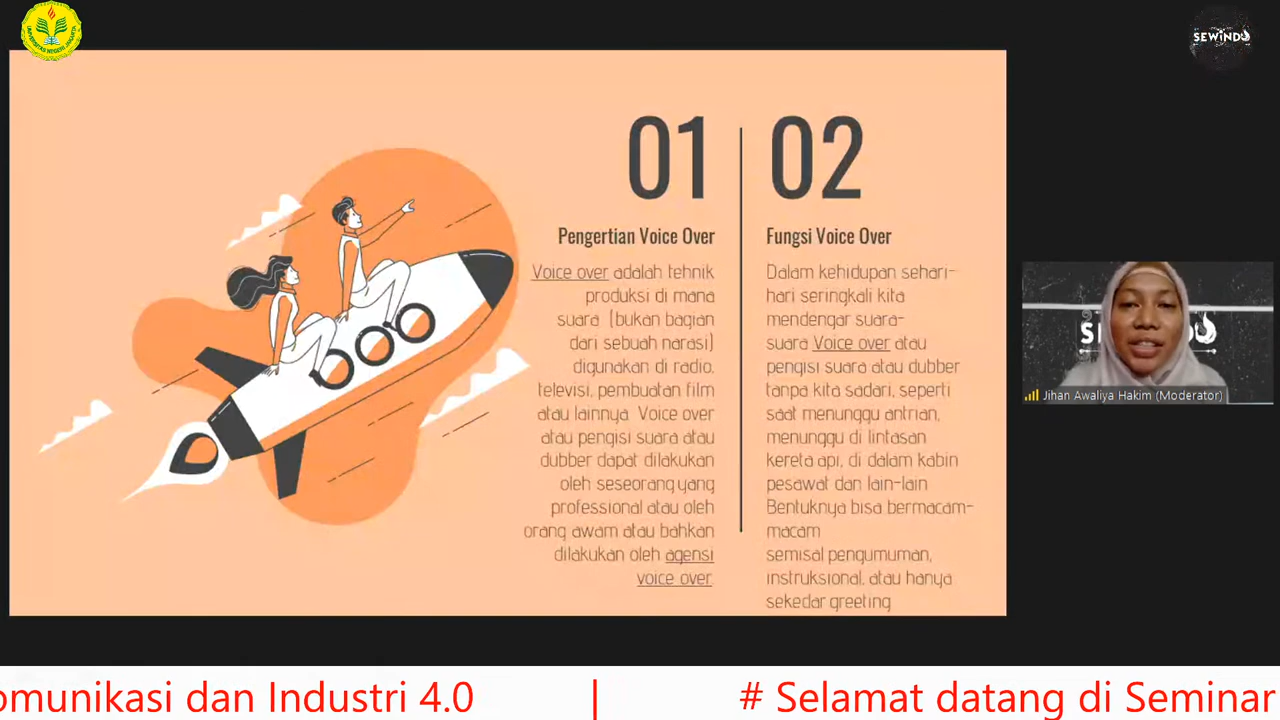 UNIVERSITAS NEGERI JAKARTA
SEWINDU
01
Pengertian Voice Over
Voice over adalah tehnik
produksi di mana
suara (bukan bagian
dari sebuah narasi)
digunakan di radio,
televisi, pembuatan film
atau lainnya. Voice over
atau pengisi suara atau
dubber dapat dilakukan
oleh seseorang yang
professional atau oleh
orang awam atau bahkan
dilakukan oleh agensi
voice over.
02
Fungsi Voice Over
Dalam kehidupan sehari-
hari seringkali kita
mendengar suara-
suara Voice over atau
pengisi suara atau dubber
tanpa kita sadari, seperti
saat menunggu antrian,
menunggu di lintasan
kereta api, di dalam kabin
pesawat dan lain-lain
Bentuknya bisa bermacam-
macam
semisal pengumuman,
instruksional, atau hanya
sekedar greeting
Jihan Awaliya Hakim (Moderator)
omunikasi dan Industri 4.0 | # Selamat datang di Seminar